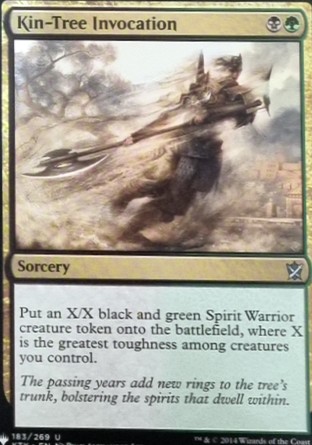 Kin-Tree Invocation
Sorcery
Put an X/X black and green Spirit Warrior
creature token onto the battlefield, where X
is the greatest toughness among creatures
you control.
The passing years add new rings to the tree's
trunk, bolstering the spirits that dwell within.
183/269 U
™ & © 2014 Wizards of the Coast